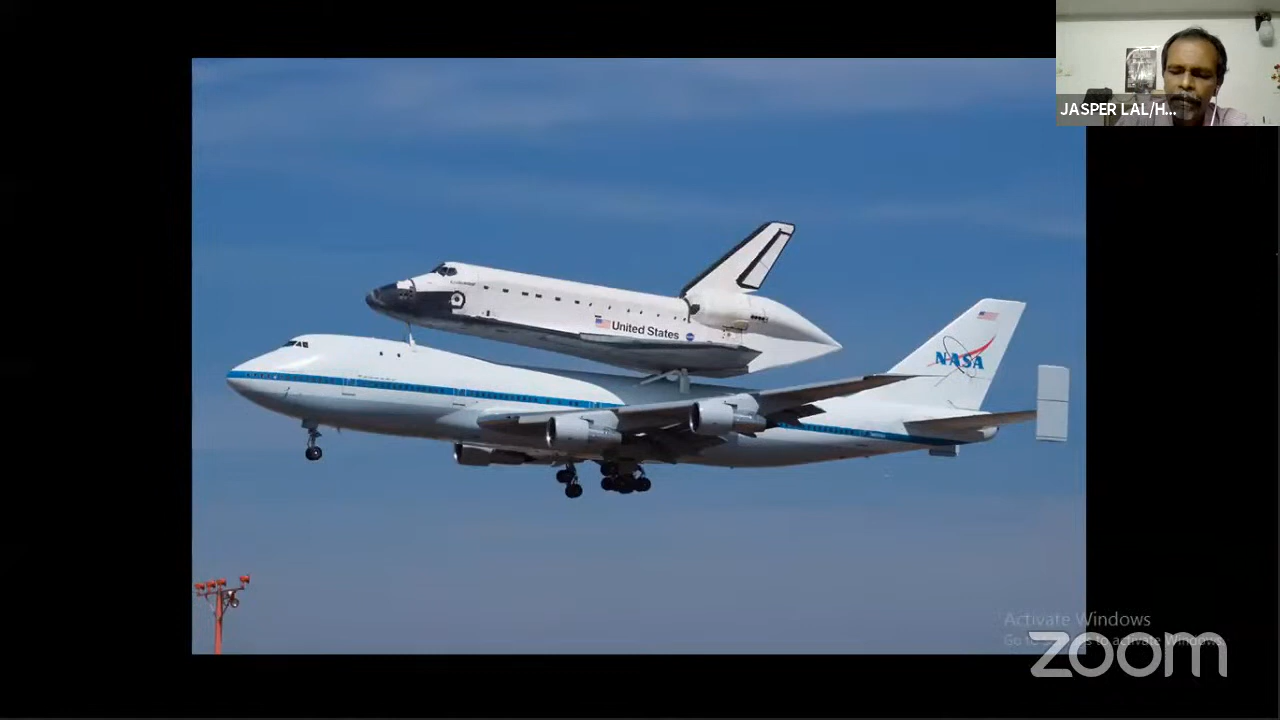 JASPER LAL/H...
United States
NASA
Activate Windows
zoom